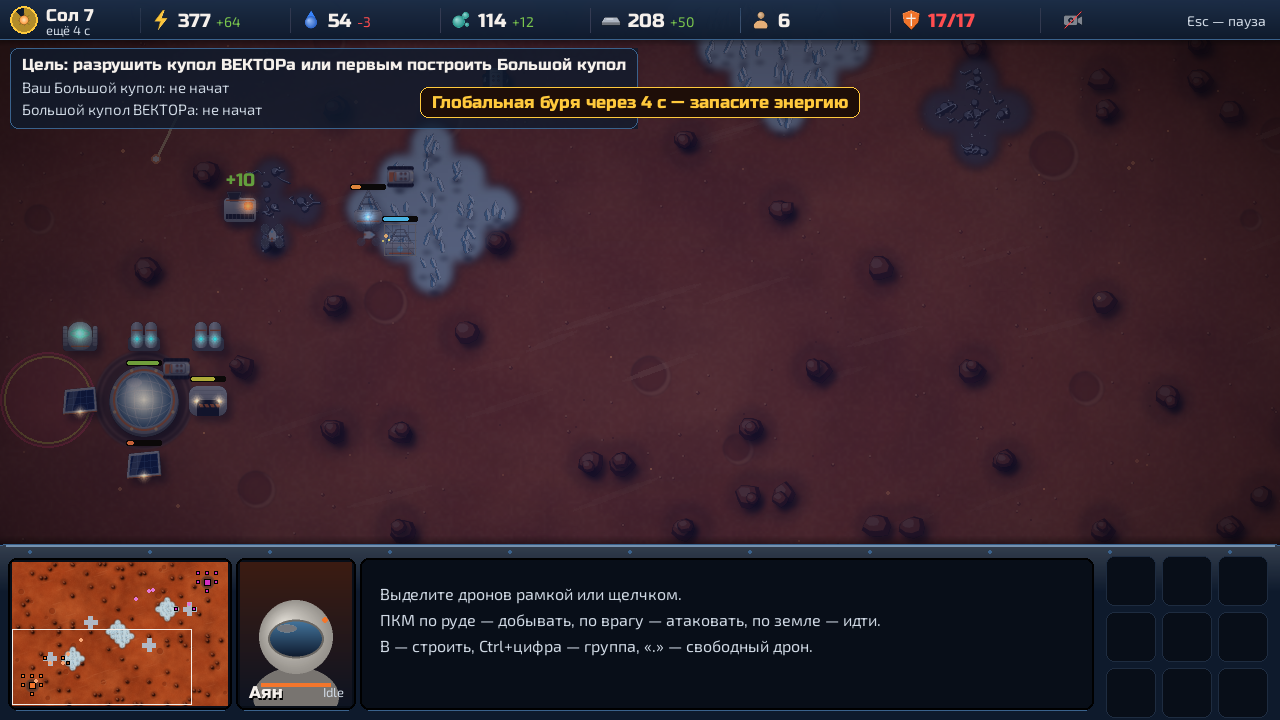 Сол 7
ещё 4 с
377 +64
54 -3
114 +12
208 +50
6
17/17
Esc — пауза
Цель: разрушить купол ВЕКТОРа или первым построить Большой купол
Ваш Большой купол: не начат
Большой купол ВЕКТОРа: не начат
Глобальная буря через 4 с — запасите энергию
+10
Выделите дронов рамкой или щелчком.
ПКМ по руде — добывать, по врагу — атаковать, по земле — идти.
B — строить, Ctrl+цифра — группа, «.» — свободный дрон.
Аян
Idle